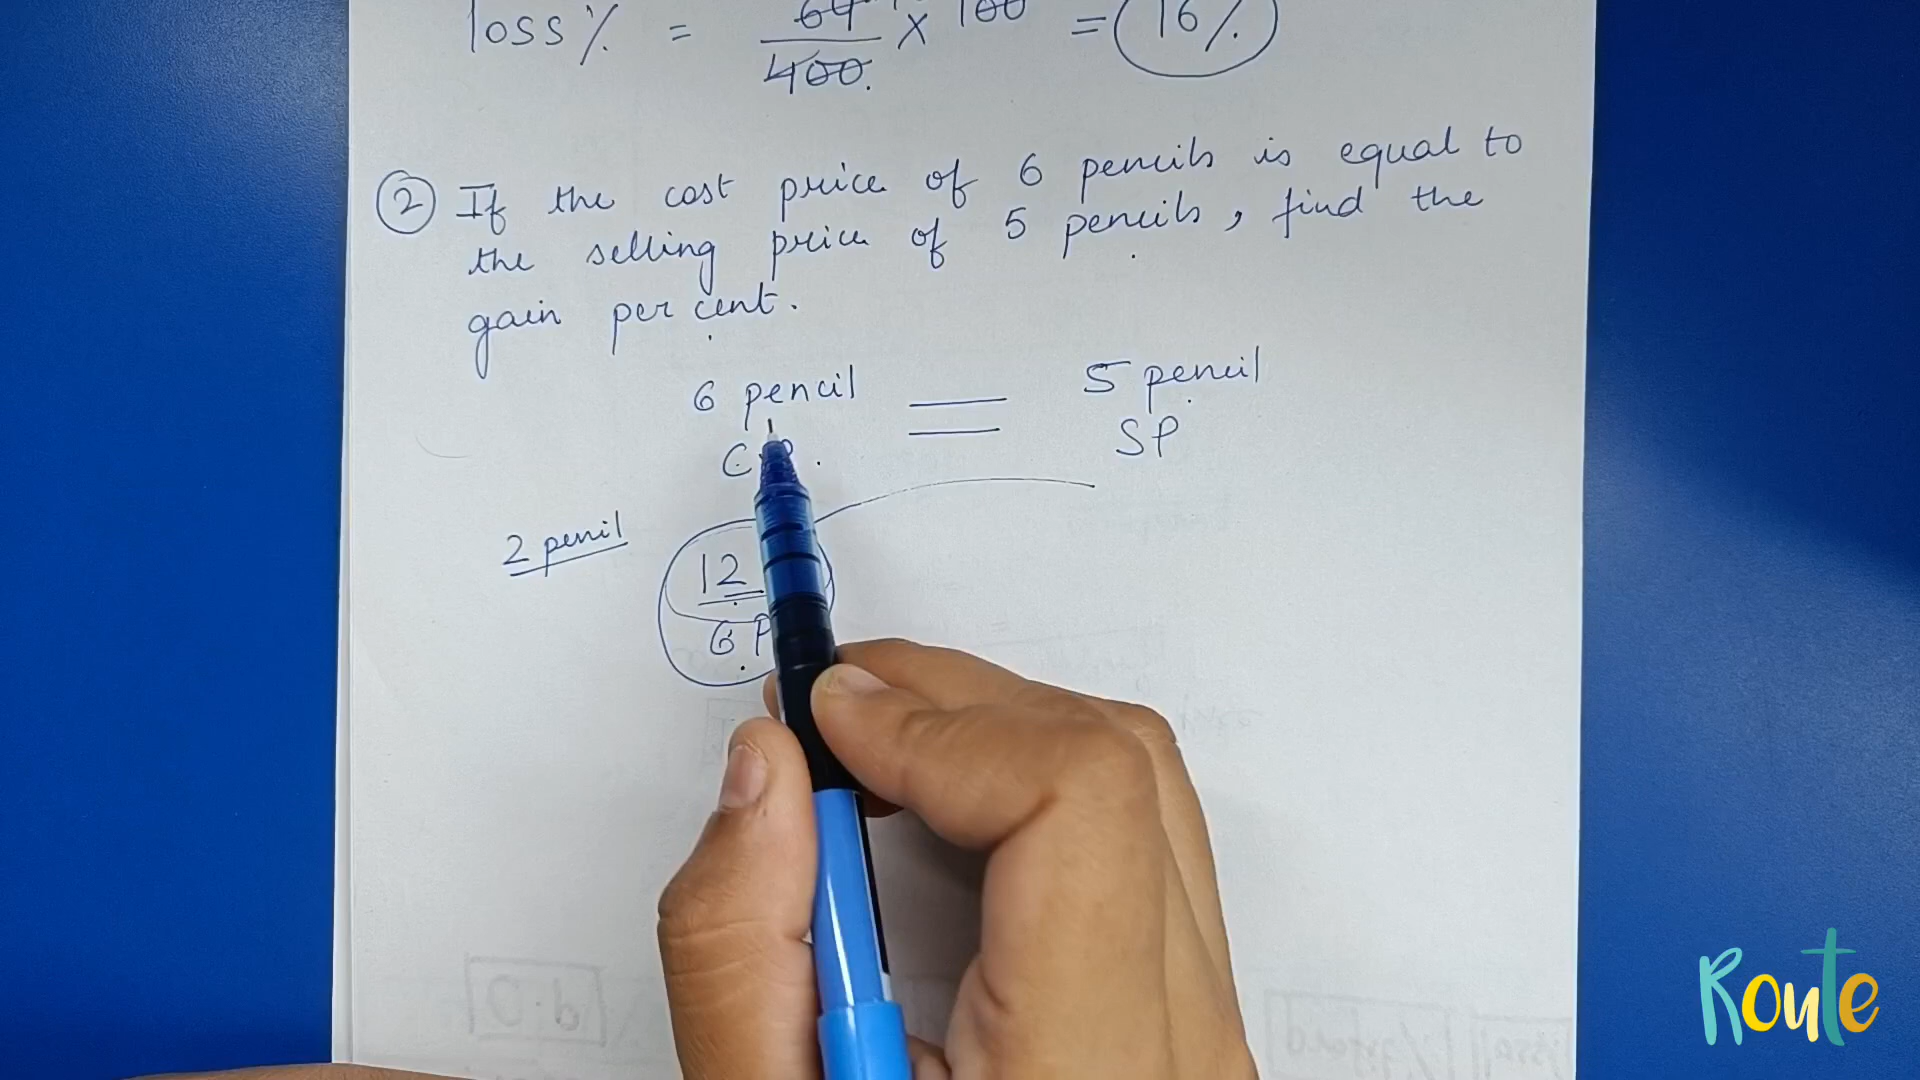 loss % = 64/400. × 100 = 16%.
② If the cost price of 6 pencils is equal to
the selling price of 5 pencils, find the
gain per cent.
6 pencil = 5 pencil
SP
2 pencil
12
6 P
Route